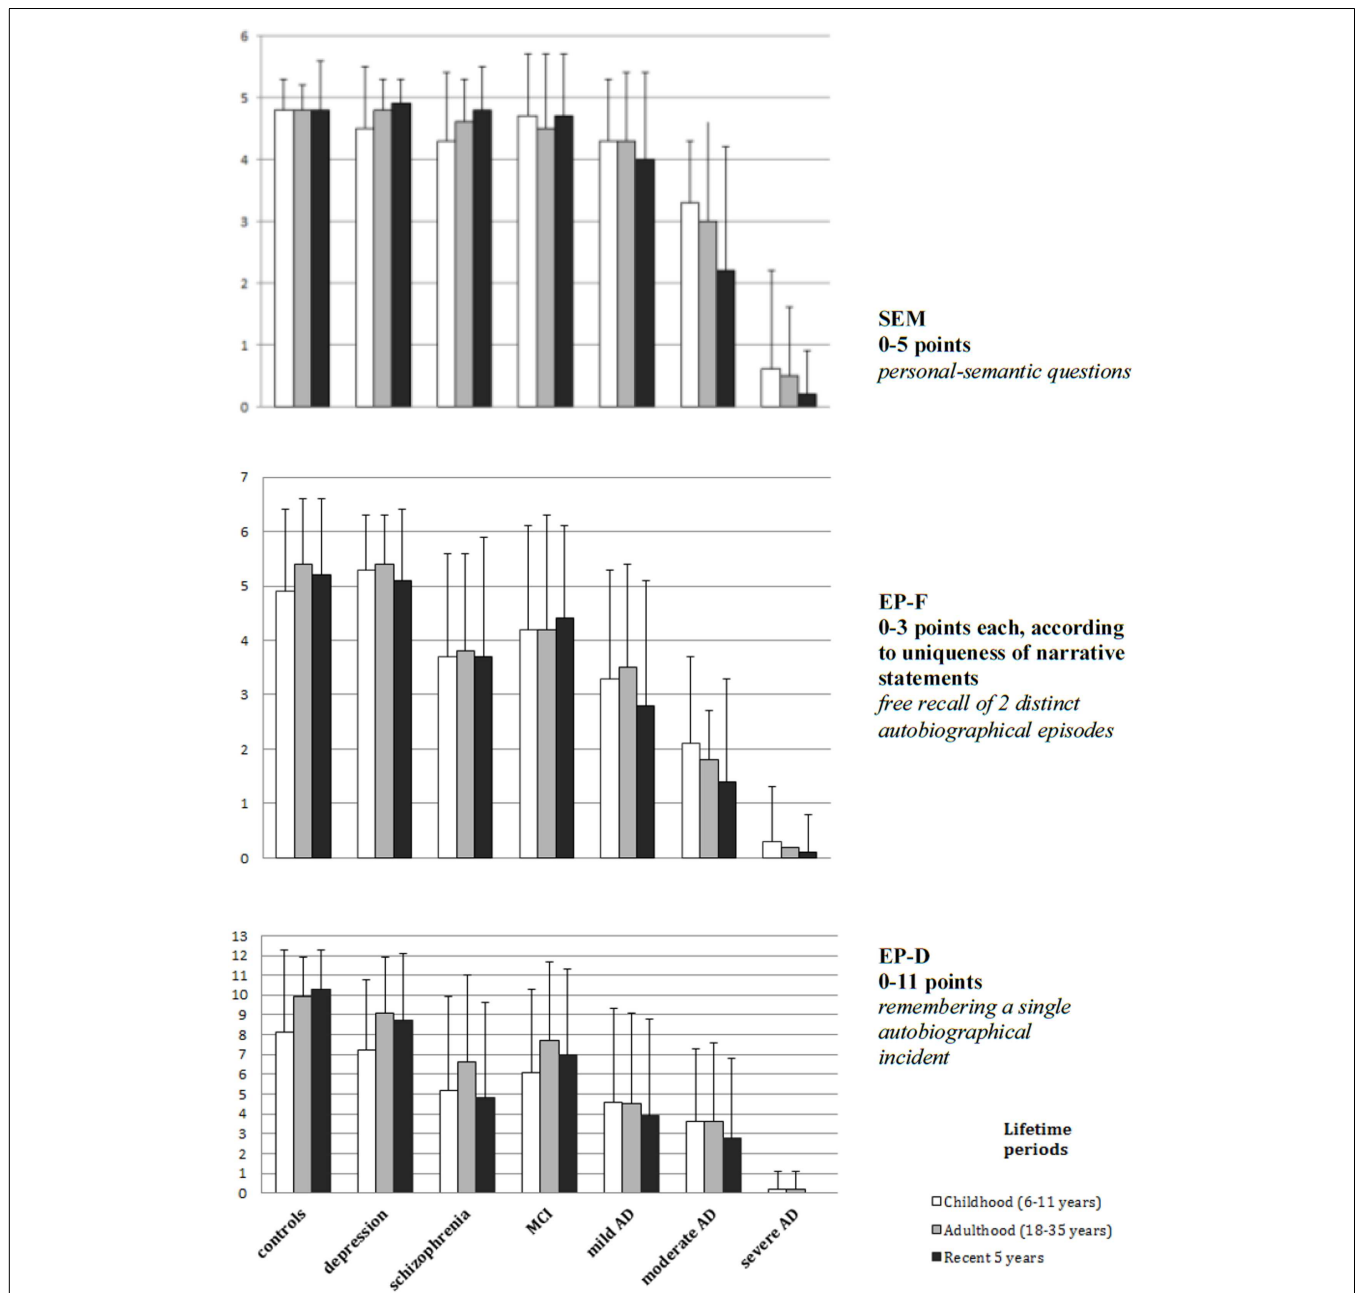 6
5
4
3
2
1
0
SEM
0-5 points
personal-semantic questions
7
6
5
4
3
2
1
0
EP-F
0-3 points each, according
to uniqueness of narrative
statements
free recall of 2 distinct
autobiographical episodes
13
12
11
10
9
8
7
6
5
4
3
2
1
0
controls
depression
schizophrenia
MCI
mild AD
moderate AD
severe AD
EP-D
0-11 points
remembering a single
autobiographical
incident
Lifetime
periods
Childhood (6-11 years)
Adulthood (18-35 years)
Recent 5 years